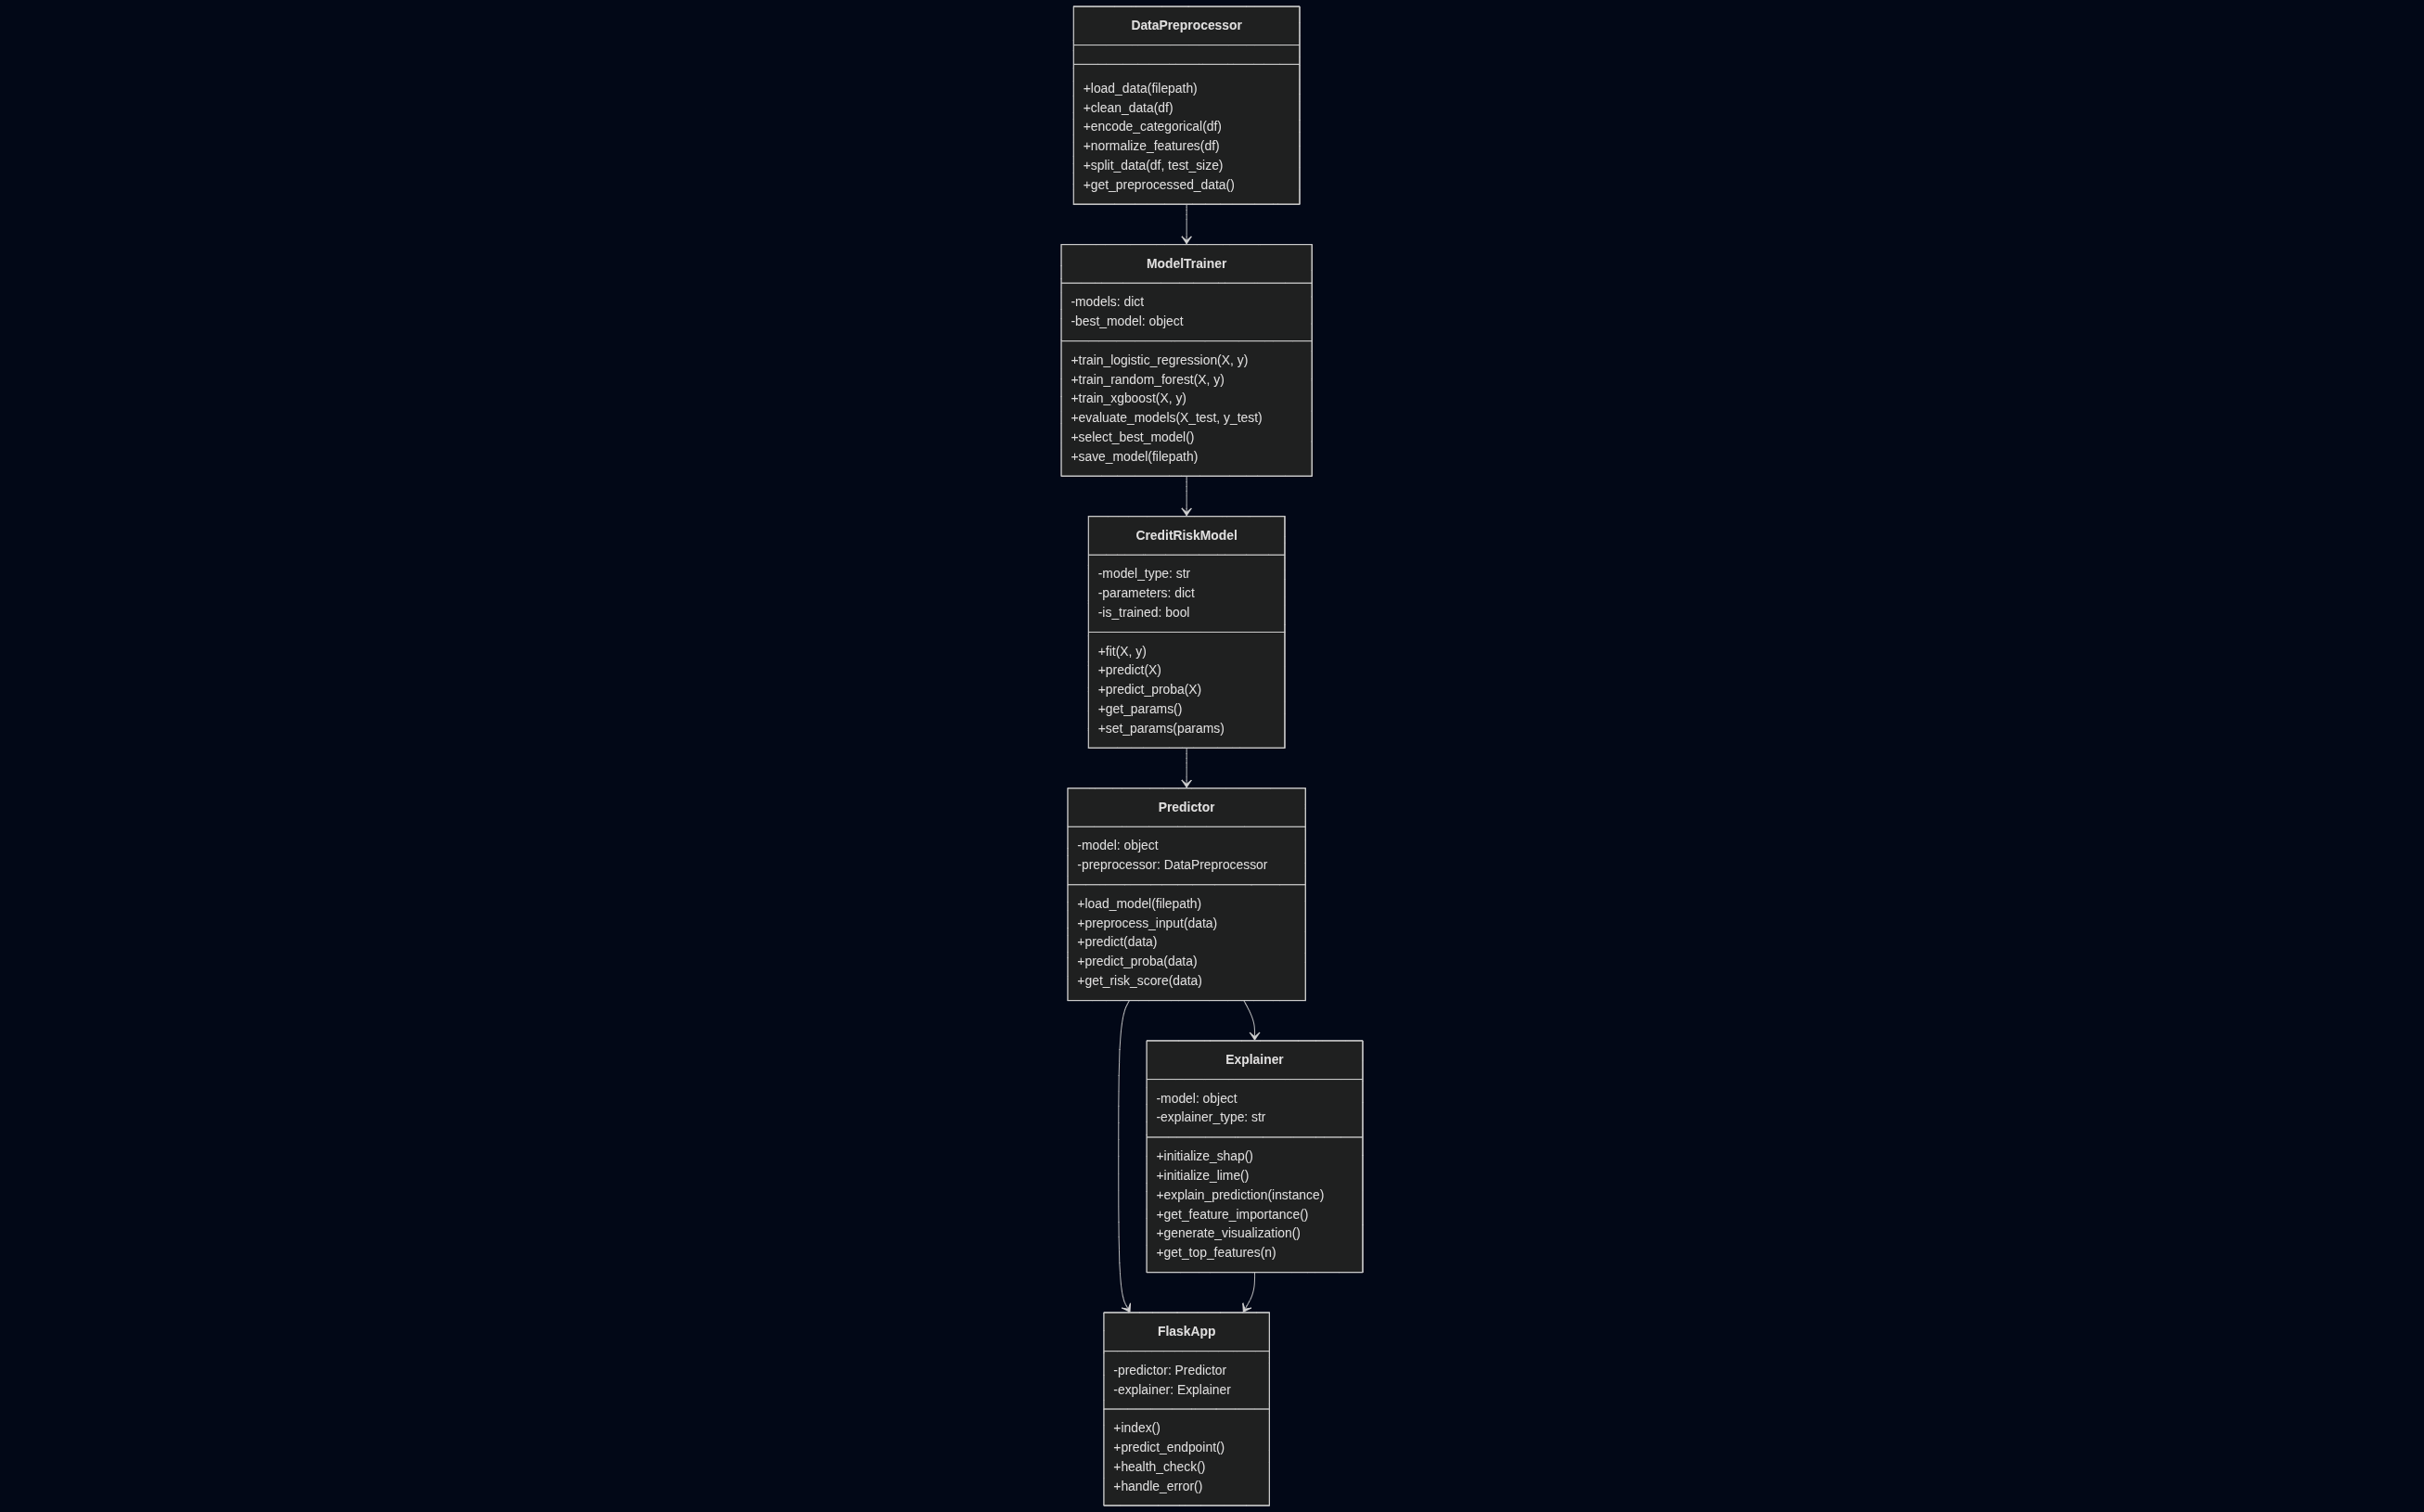 DataPreprocessor
+load_data(filepath)
+clean_data(df)
+encode_categorical(df)
+normalize_features(df)
+split_data(df, test_size)
+get_preprocessed_data()
ModelTrainer
-models: dict
-best_model: object
+train_logistic_regression(X, y)
+train_random_forest(X, y)
+train_xgboost(X, y)
+evaluate_models(X_test, y_test)
+select_best_model()
+save_model(filepath)
CreditRiskModel
-model_type: str
-parameters: dict
-is_trained: bool
+fit(X, y)
+predict(X)
+predict_proba(X)
+get_params()
+set_params(params)
Predictor
-model: object
-preprocessor: DataPreprocessor
+load_model(filepath)
+preprocess_input(data)
+predict(data)
+predict_proba(data)
+get_risk_score(data)
Explainer
-model: object
-explainer_type: str
+initialize_shap()
+initialize_lime()
+explain_prediction(instance)
+get_feature_importance()
+generate_visualization()
+get_top_features(n)
FlaskApp
-predictor: Predictor
-explainer: Explainer
+index()
+predict_endpoint()
+health_check()
+handle_error()